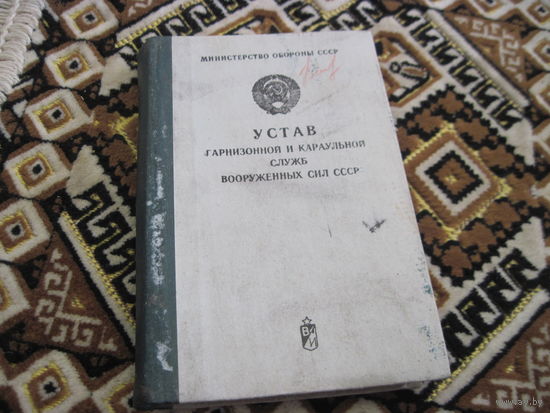 МИНИСТЕРСТВО ОБОРОНЫ СССР
УСТАВ
ГАРНИЗОННОЙ И КАРАУЛЬНОЙ
СЛУЖБ
ВООРУЖЕННЫХ СИЛ СССР
www.ay.by